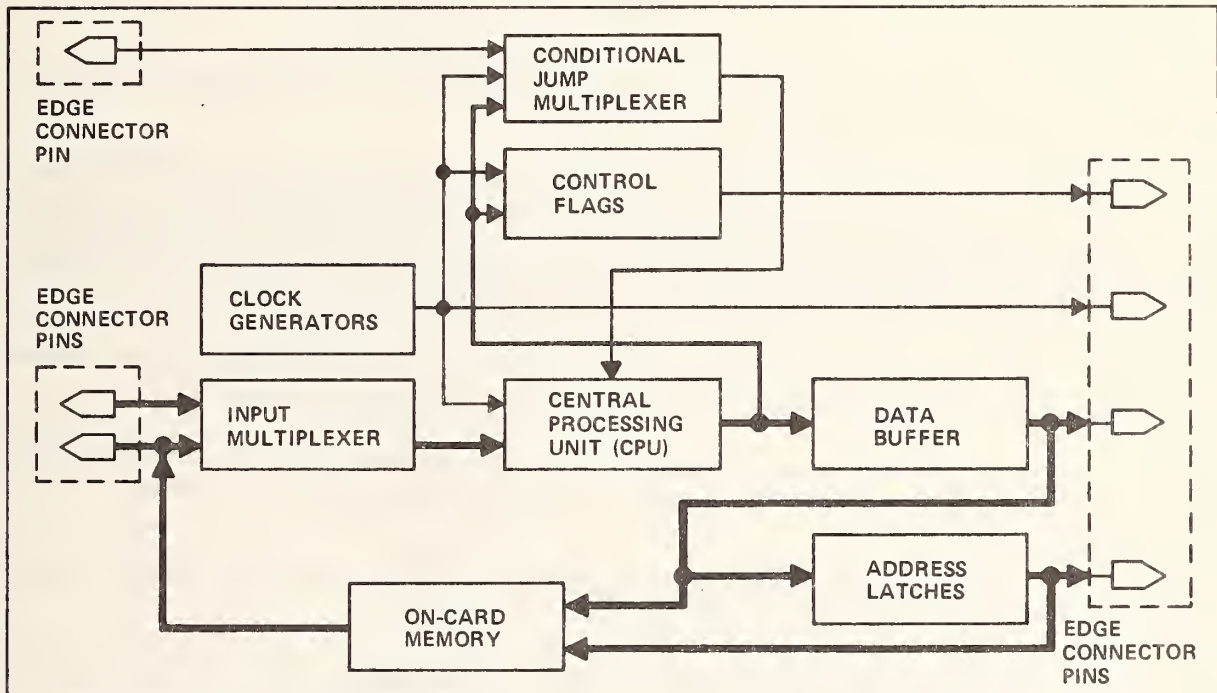 EDGE
CONNECTOR
PIN
CONDITIONAL
JUMP
MULTIPLEXER
CONTROL
FLAGS
CLOCK
GENERATORS
EDGE
CONNECTOR
PINS
INPUT
MULTIPLEXER
CENTRAL
PROCESSING
UNIT (CPU)
DATA
BUFFER
ADDRESS
LATCHES
ON-CARD
MEMORY
EDGE
CONNECTOR
PINS